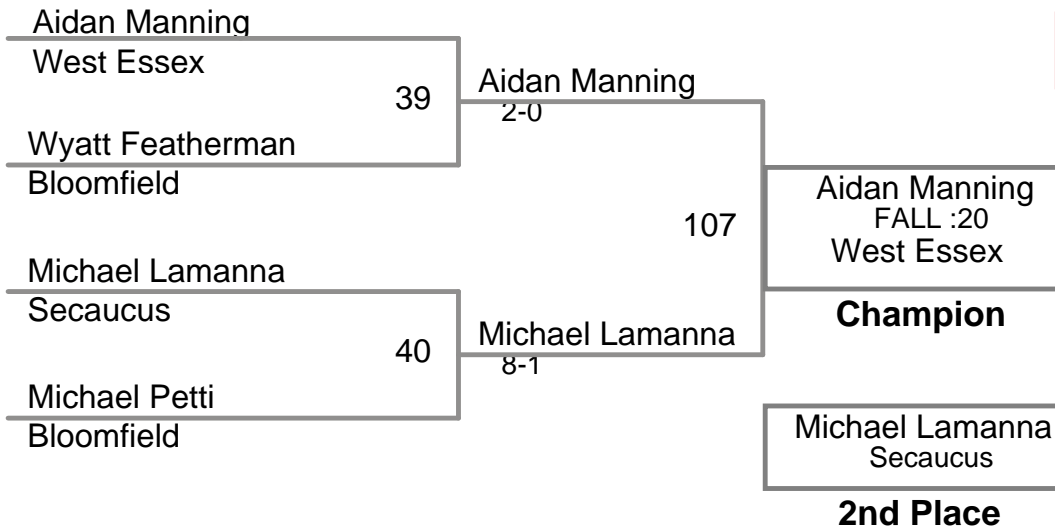 Aidan Manning
West Essex
39
Wyatt Featherman
Bloomfield
Aidan Manning
2-0
Michael Lamanna
Secaucus
40
Michael Petti
Bloomfield
Michael Lamanna
8-1
107
Aidan Manning
FALL :20
West Essex
Champion
Michael Lamanna
Secaucus
2nd Place